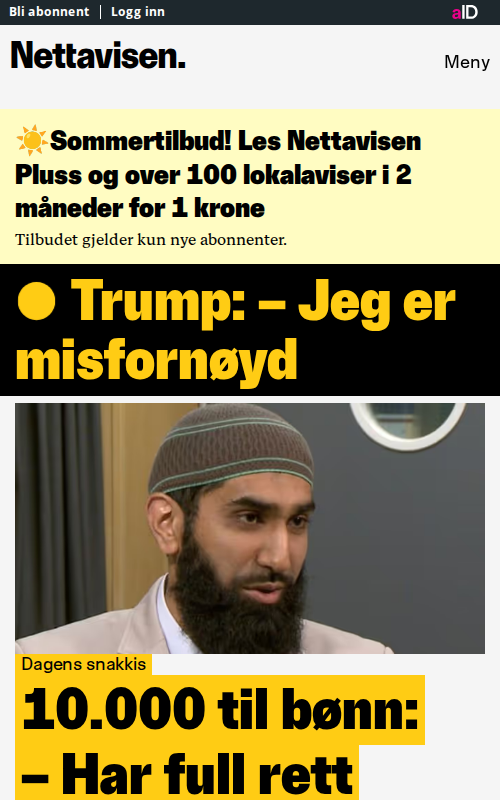 Bli abonnent | Logg inn
aID
Nettavisen.
Meny
☀️Sommertilbud! Les Nettavisen
Pluss og over 100 lokalaviser i 2
måneder for 1 krone
Tilbudet gjelder kun nye abonnenter.
● Trump: – Jeg er
misfornøyd
Dagens snakkis
10.000 til bønn:
– Har full rett